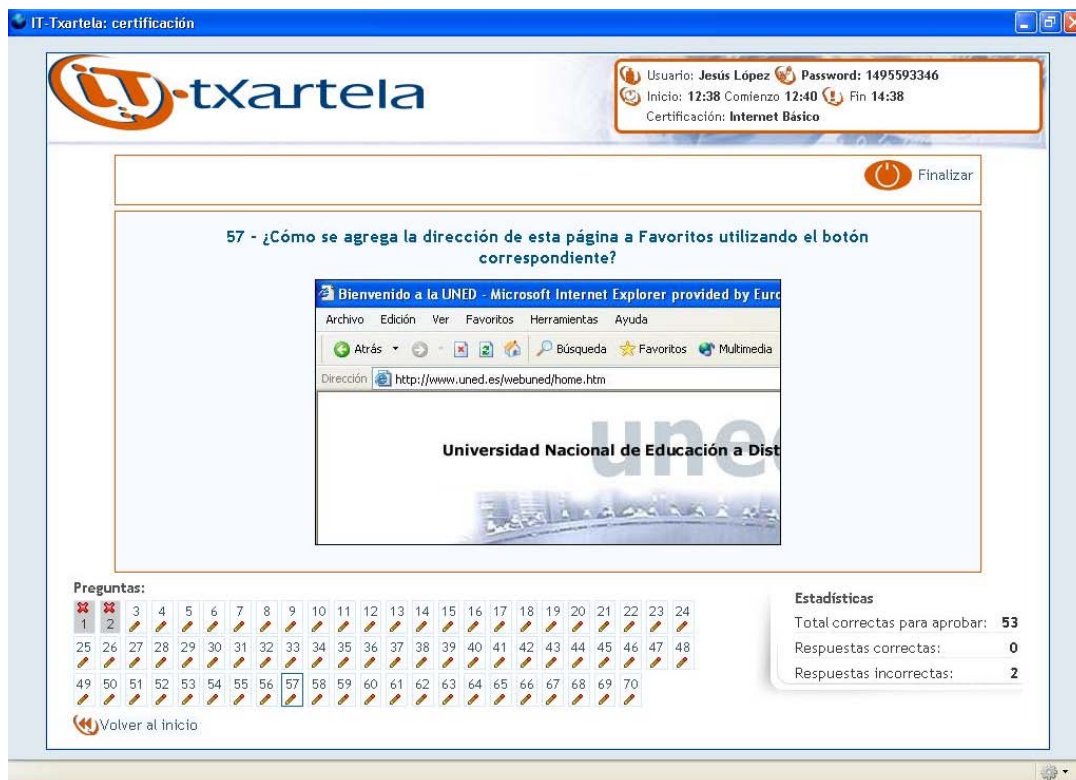 IT-Txartela: certificación
iT-txartela
Usuario: Jesús López Password: 1495593346
Inicio: 12:38 Comienzo 12:40 Fin 14:38
Certificación: Internet Básico
Finalizar
57 - ¿Cómo se agrega la dirección de esta página a Favoritos utilizando el botón
correspondiente?
Bienvenido a la UNED - Microsoft Internet Explorer provided by Euro
Archivo Edición Ver Favoritos Herramientas Ayuda
Atrás Búsqueda Favoritos Multimedia
Dirección http://www.uned.es/webuned/home.htm
uned
Universidad Nacional de Educación a Dist
Preguntas:
1 2 3 4 5 6 7 8 9 10 11 12 13 14 15 16 17 18 19 20 21 22 23 24
25 26 27 28 29 30 31 32 33 34 35 36 37 38 39 40 41 42 43 44 45 46 47 48
49 50 51 52 53 54 55 56 57 58 59 60 61 62 63 64 65 66 67 68 69 70
Volver al inicio
Estadísticas
Total correctas para aprobar: 53
Respuestas correctas: 0
Respuestas incorrectas: 2